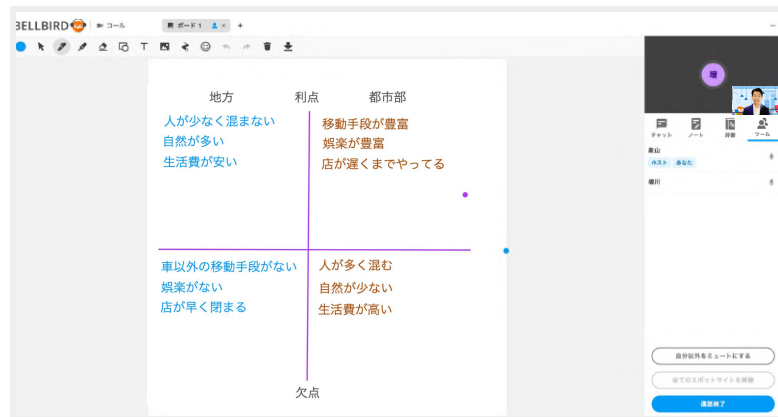 BELLBIRD コール ボード 1
T
地方 利点 都市部
人が少なく混まない
自然が多い
生活費が安い
移動手段が豊富
娯楽が豊富
店が遅くまでやってる
車以外の移動手段がない
娯楽がない
店が早く閉まる
人が多く混む
自然が少ない
生活費が高い
欠点
チャット ノート 辞書 ツール
ホスト あなた
自分以外をミュートにする
全てのスポットライトを解除
通話終了